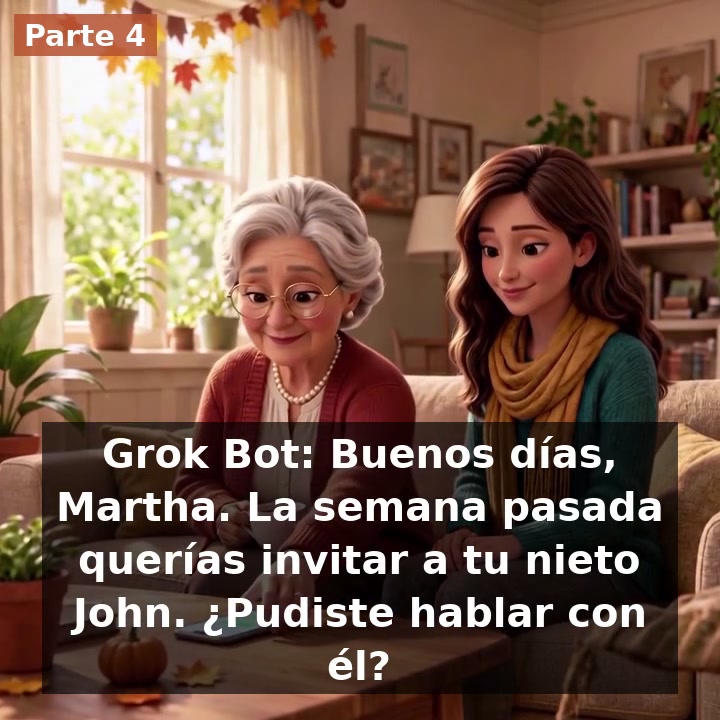 Parte 4
Grok Bot: Buenos días,
Martha. La semana pasada
querías invitar a tu nieto
John. ¿Pudiste hablar con
él?